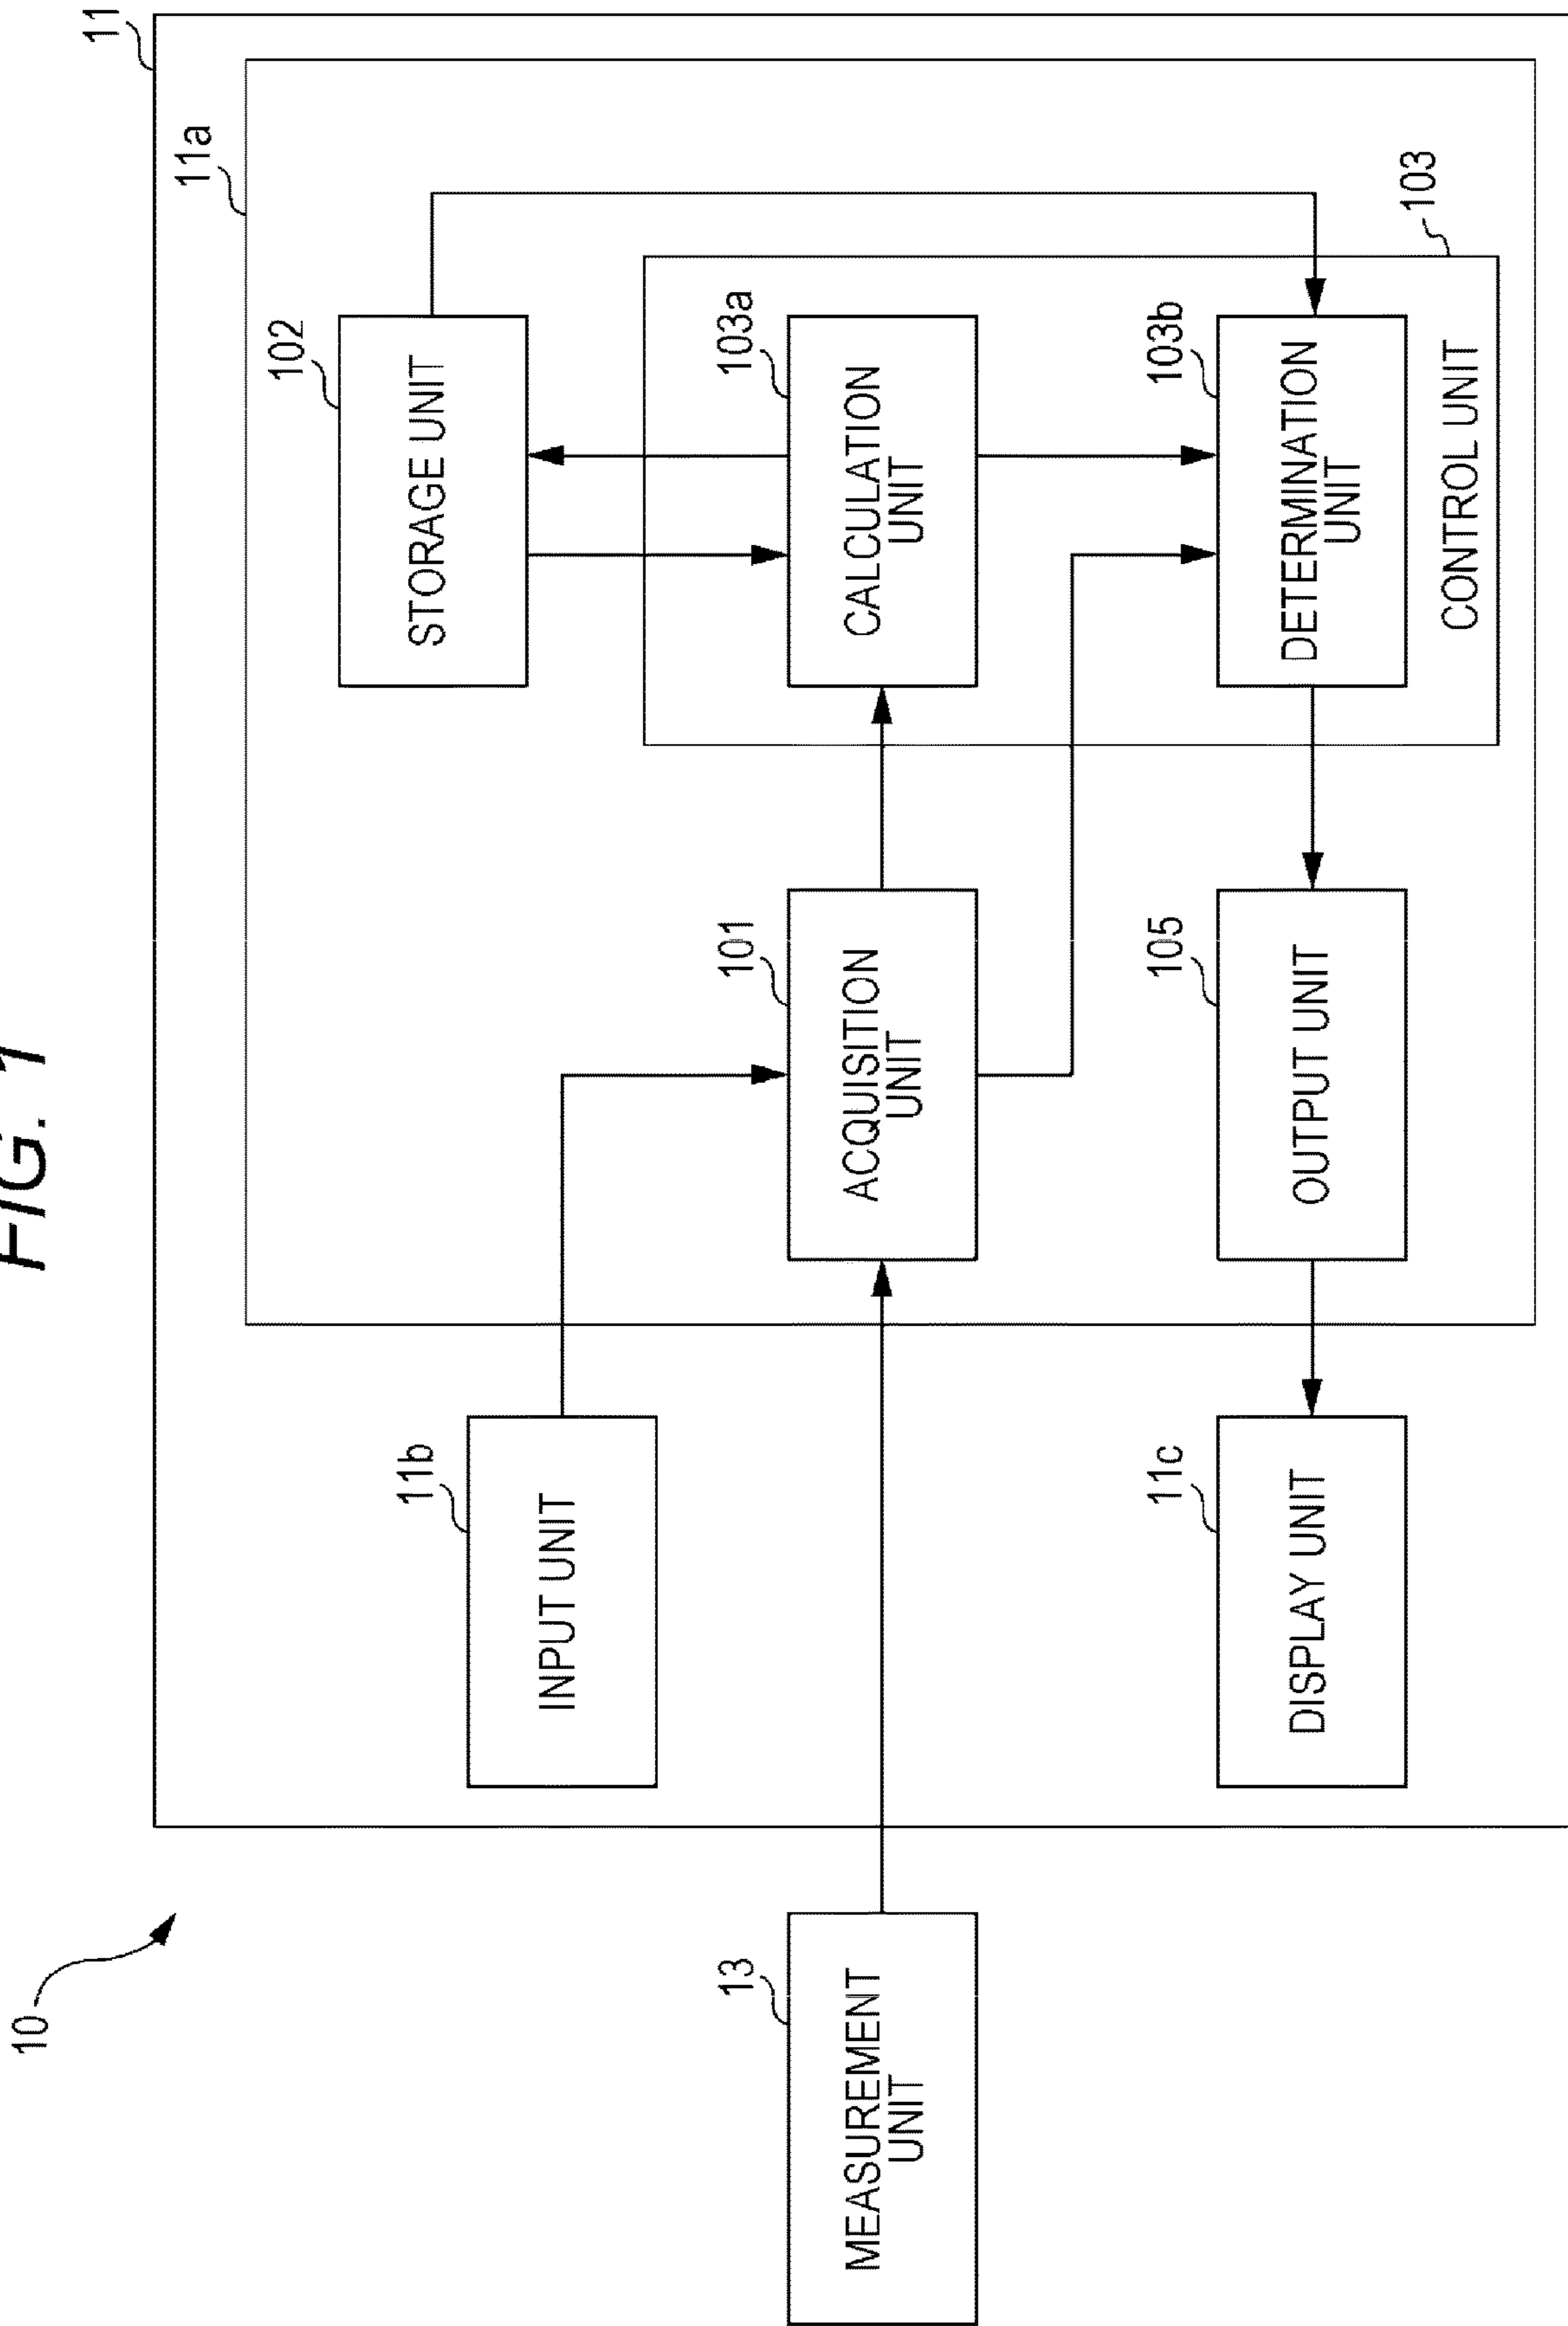 FIG. 1
10
11
11a
102
STORAGE UNIT
103
103a
CALCULATION
UNIT
103b
DETERMINATION
UNIT
CONTROL UNIT
101
ACQUISITION
UNIT
105
OUTPUT UNIT
11b
INPUT UNIT
11c
DISPLAY UNIT
13
MEASUREMENT
UNIT